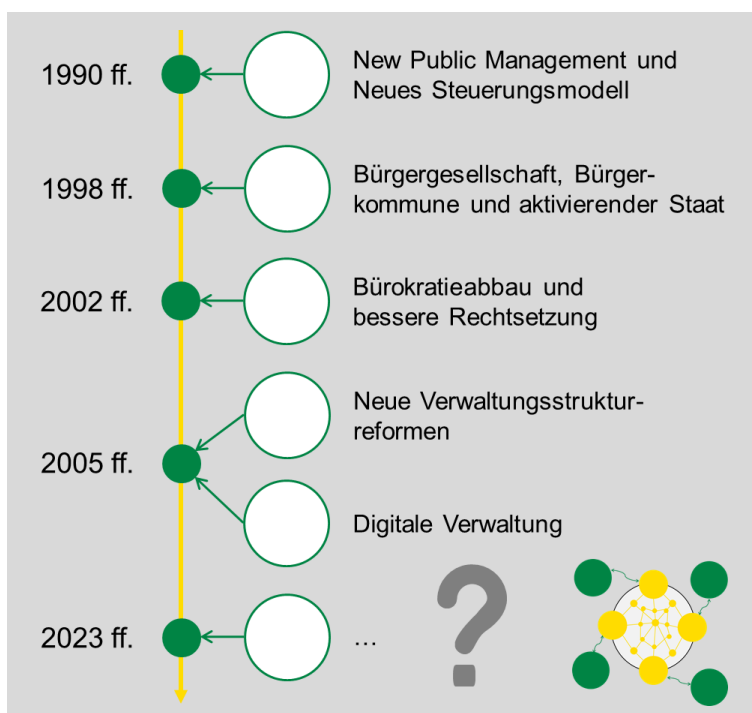 1990 ff.
New Public Management und
Neues Steuerungsmodell
1998 ff.
Bürgergesellschaft, Bürger-
kommune und aktivierender Staat
2002 ff.
Bürokratieabbau und
bessere Rechtsetzung
2005 ff.
Neue Verwaltungsstruktur-
reformen
Digitale Verwaltung
2023 ff.
...
?